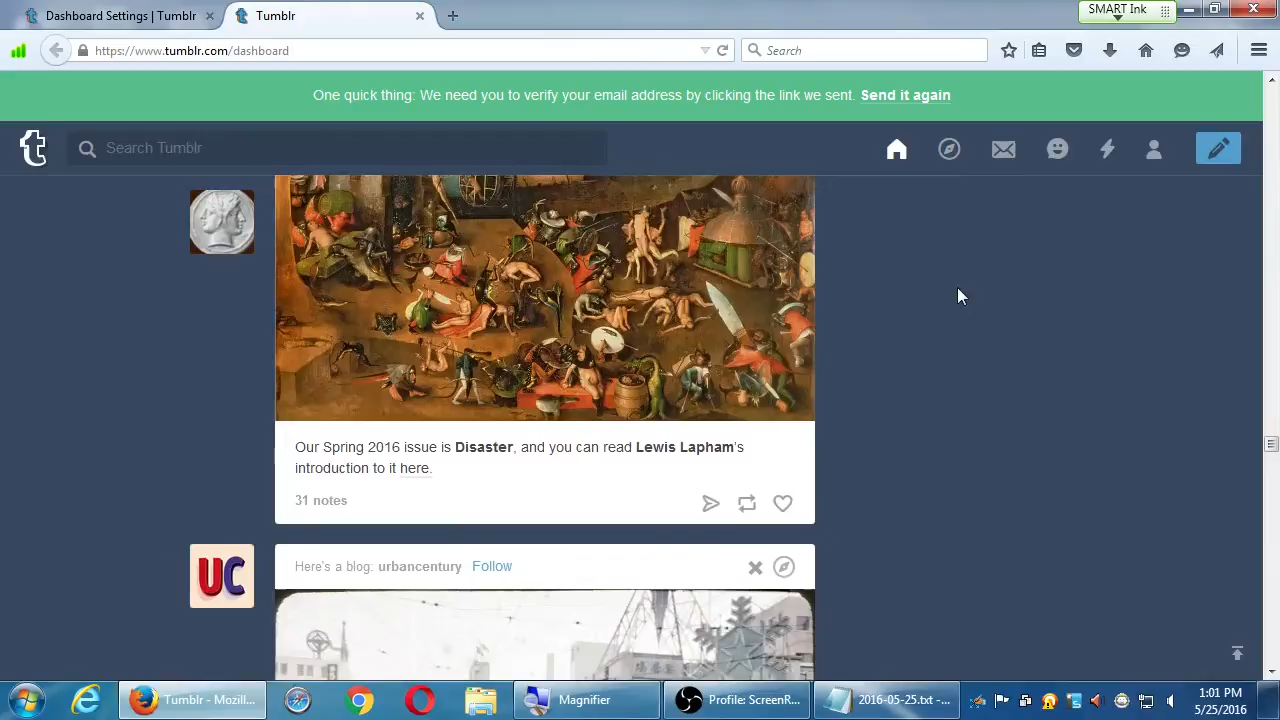 Dashboard Settings | Tumblr
Tumblr
SMART Ink
https://www.tumblr.com/dashboard
Search
One quick thing: We need you to verify your email address by clicking the link we sent. Send it again
t
Search Tumblr
Our Spring 2016 issue is Disaster, and you can read Lewis Lapham's
introduction to it here.
31 notes
UC
Here's a blog: urbancentury Follow
Tumblr - Mozill...
Magnifier
Profile: ScreenR...
2016-05-25.txt -...
1:01 PM
5/25/2016